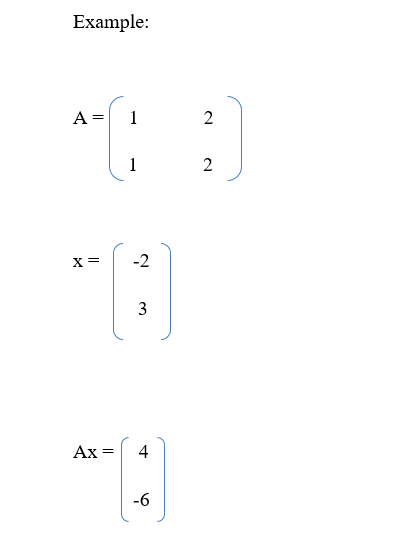 Example:
A = 1 2
1 2
x = -2
3
Ax = 4
-6